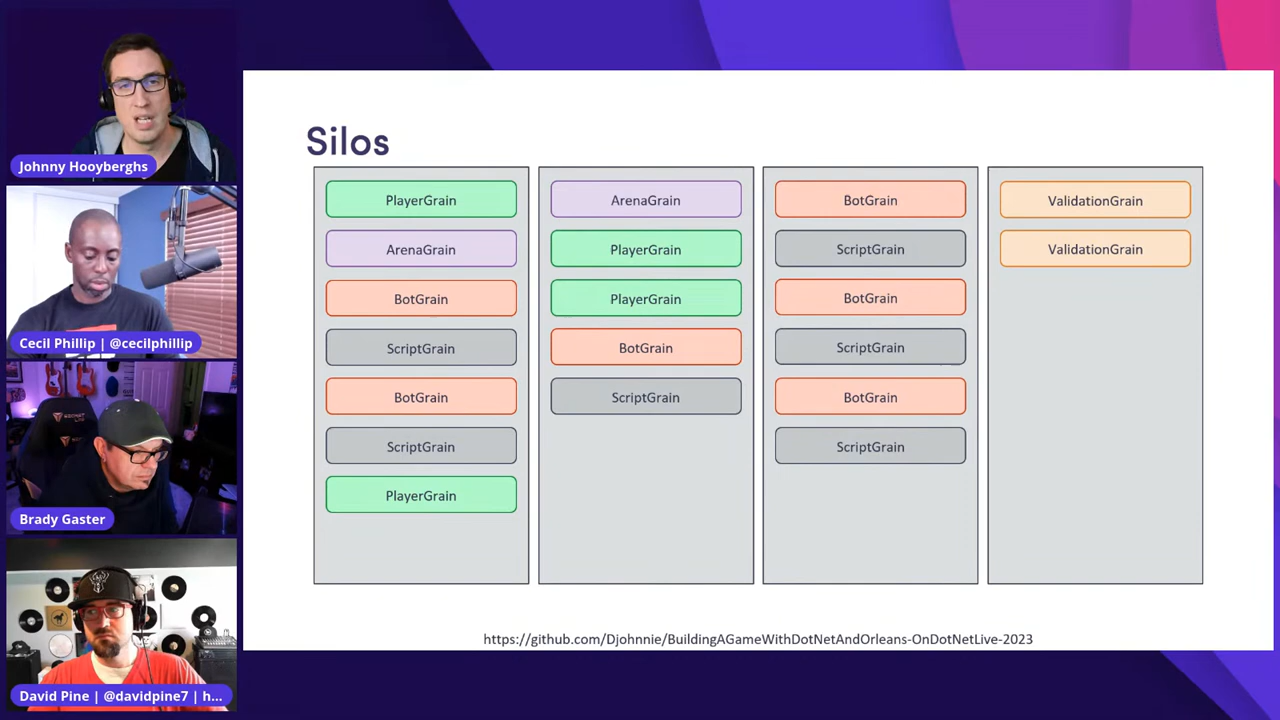 Johnny Hooyberghs
Cecil Phillip | @cecilphillip
Brady Gaster
David Pine | @davidpine7 | h...
Silos
PlayerGrain
ArenaGrain
BotGrain
ScriptGrain
BotGrain
ScriptGrain
PlayerGrain
ArenaGrain
PlayerGrain
PlayerGrain
BotGrain
ScriptGrain
BotGrain
ScriptGrain
BotGrain
ScriptGrain
BotGrain
ScriptGrain
ValidationGrain
ValidationGrain
https://github.com/Djohnnie/BuildingAGameWithDotNetAndOrleans-OnDotNetLive-2023